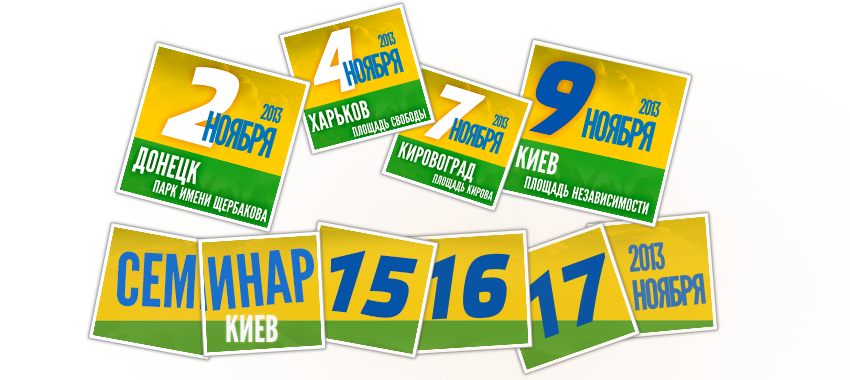 2 НОЯБРЯ 2013
ДОНЕЦК
ПАРК ИМЕНИ ЩЕРБАКОВА
4 НОЯБРЯ 2013
ХАРЬКОВ
ПЛОЩАДЬ СВОБОДЫ
7 НОЯБРЯ 2013
КИРОВОГРАД
ПЛОЩАДЬ КИРОВА
9 НОЯБРЯ 2013
КИЕВ
ПЛОЩАДЬ НЕЗАВИСИМОСТИ
СЕМИНАР
КИЕВ
15 16 17
2013
НОЯБРЯ